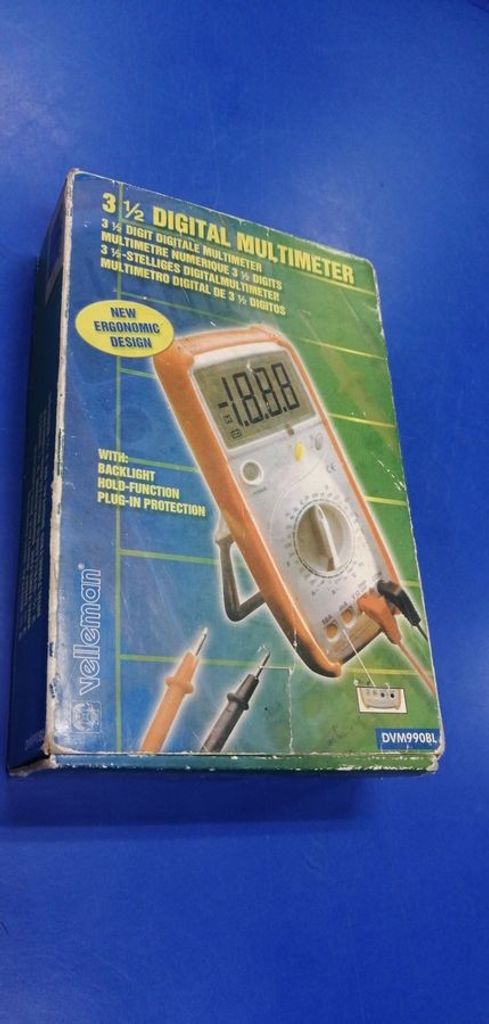 3 ½ DIGITAL MULTIMETER
3 ½ DIGIT DIGITALE MULTIMETER
MULTIMETRE NUMERIQUE 3 ½ DIGITS
3 ½-STELLIGES DIGITALMULTIMETER
MULTIMETRO DIGITAL DE 3 ½ DIGITOS
NEW
ERGONOMIC
DESIGN
-1.8.8.8
WITH:
BACKLIGHT
HOLD-FUNCTION
PLUG-IN PROTECTION
velleman
DVM990BL